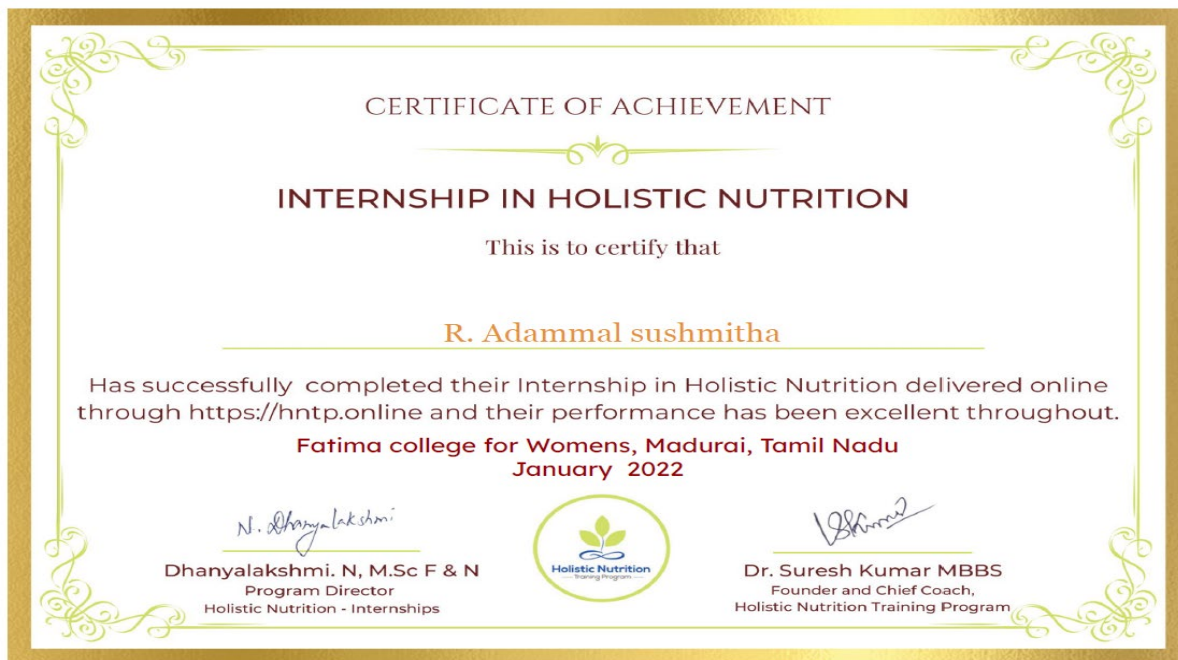 CERTIFICATE OF ACHIEVEMENT
INTERNSHIP IN HOLISTIC NUTRITION
This is to certify that
R. Adammal sushmitha
Has successfully completed their Internship in Holistic Nutrition delivered online
through https://hntp.online and their performance has been excellent throughout.
Fatima college for Womens, Madurai, Tamil Nadu
January 2022
N. Dhanyalakshmi
Dhanyalakshmi. N, M.Sc F & N
Program Director
Holistic Nutrition - Internships
Holistic Nutrition
Training Program
Dr. Suresh Kumar MBBS
Founder and Chief Coach,
Holistic Nutrition Training Program